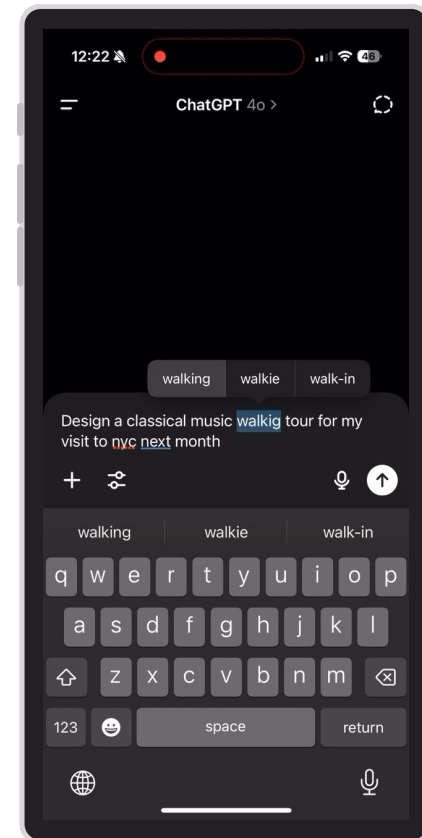 12:22
46
ChatGPT 4o >
walking walkie walk-in
Design a classical music walkig tour for my
visit to nyc next month
walking walkie walk-in
q w e r t y u i o p
a s d f g h j k l
z x c v b n m
123 space return